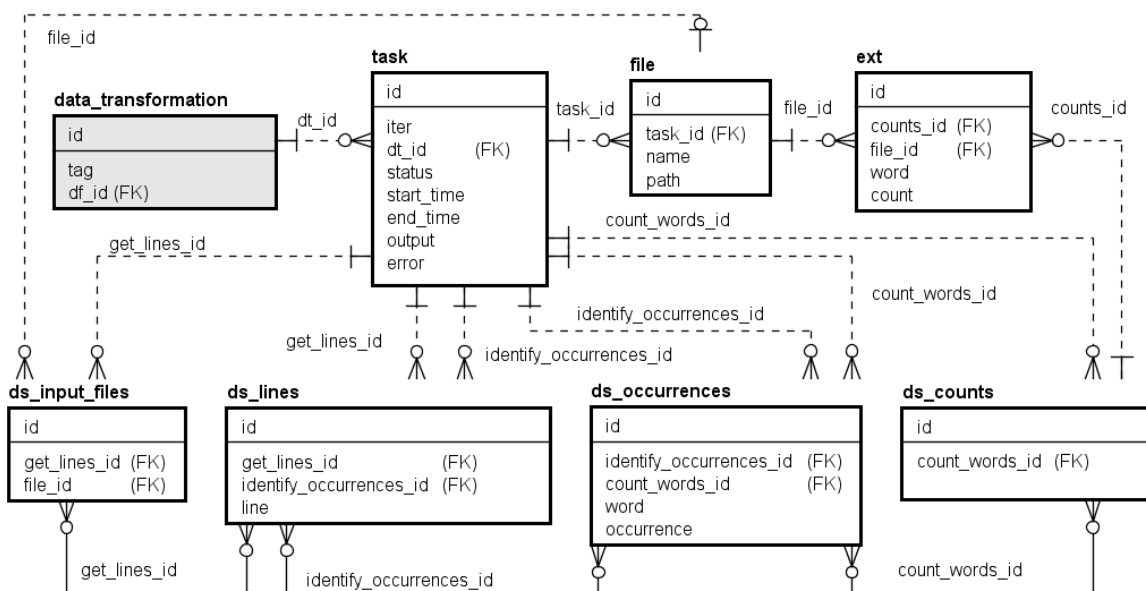 file_id
task
file
ext
data_transformation
id
tag
df_id (FK)
dt_id
id
iter
dt_id (FK)
status
start_time
end_time
output
error
task_id
id
task_id (FK)
name
path
file_id
id
counts_id (FK)
file_id (FK)
word
count
counts_id
get_lines_id
count_words_id
count_words_id
identify_occurrences_id
get_lines_id
identify_occurrences_id
ds_input_files
id
get_lines_id (FK)
file_id (FK)
ds_lines
id
get_lines_id (FK)
identify_occurrences_id (FK)
line
ds_occurrences
id
identify_occurrences_id (FK)
count_words_id (FK)
word
occurrence
ds_counts
id
count_words_id (FK)
get_lines_id
identify_occurrences_id
count_words_id